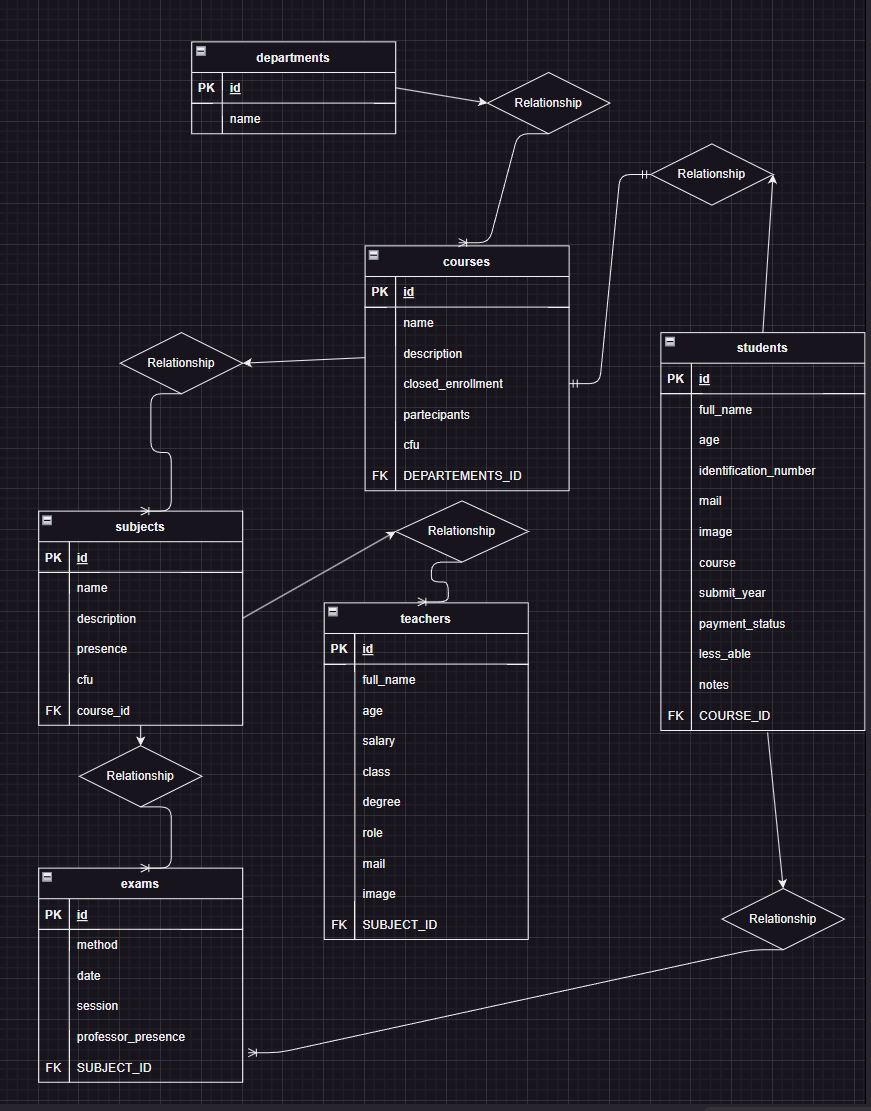 departments
PK id
name
Relationship
Relationship
courses
PK id
name
description
closed_enrollment
partecipants
cfu
FK DEPARTEMENTS_ID
Relationship
students
PK id
full_name
age
identification_number
mail
image
course
submit_year
payment_status
less_able
notes
FK COURSE_ID
subjects
PK id
name
description
presence
cfu
FK course_id
Relationship
teachers
PK id
full_name
age
salary
class
degree
role
mail
image
FK SUBJECT_ID
Relationship
exams
PK id
method
date
session
professor_presence
FK SUBJECT_ID
Relationship